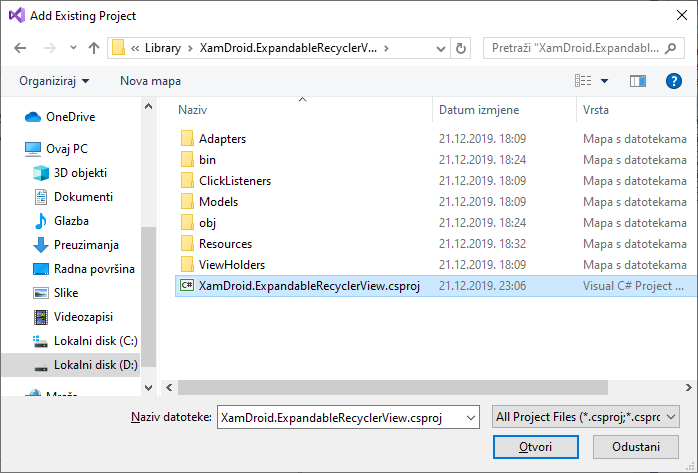 Add Existing Project
Library
XamDroid.ExpandableRecyclerV...
Pretraži "XamDroid.Expandabl...
Organiziraj
Nova mapa
Naziv
Datum izmjene
Vrsta
OneDrive
Ovaj PC
3D objekti
Dokumenti
Glazba
Preuzimanja
Radna površina
Slike
Videozapisi
Lokalni disk (C:)
Lokalni disk (D:)
Mreža
Adapters 21.12.2019. 18:09 Mapa s datotekama
bin 21.12.2019. 18:24 Mapa s datotekama
ClickListeners 21.12.2019. 18:09 Mapa s datotekama
Models 21.12.2019. 18:09 Mapa s datotekama
obj 21.12.2019. 18:24 Mapa s datotekama
Resources 21.12.2019. 18:32 Mapa s datotekama
ViewHolders 21.12.2019. 18:09 Mapa s datotekama
C# XamDroid.ExpandableRecyclerView.csproj 21.12.2019. 23:06 Visual C# Project ...
Naziv datoteke: XamDroid.ExpandableRecyclerView.csproj
All Project Files (*.csproj;*.cspro
Otvori
Odustani